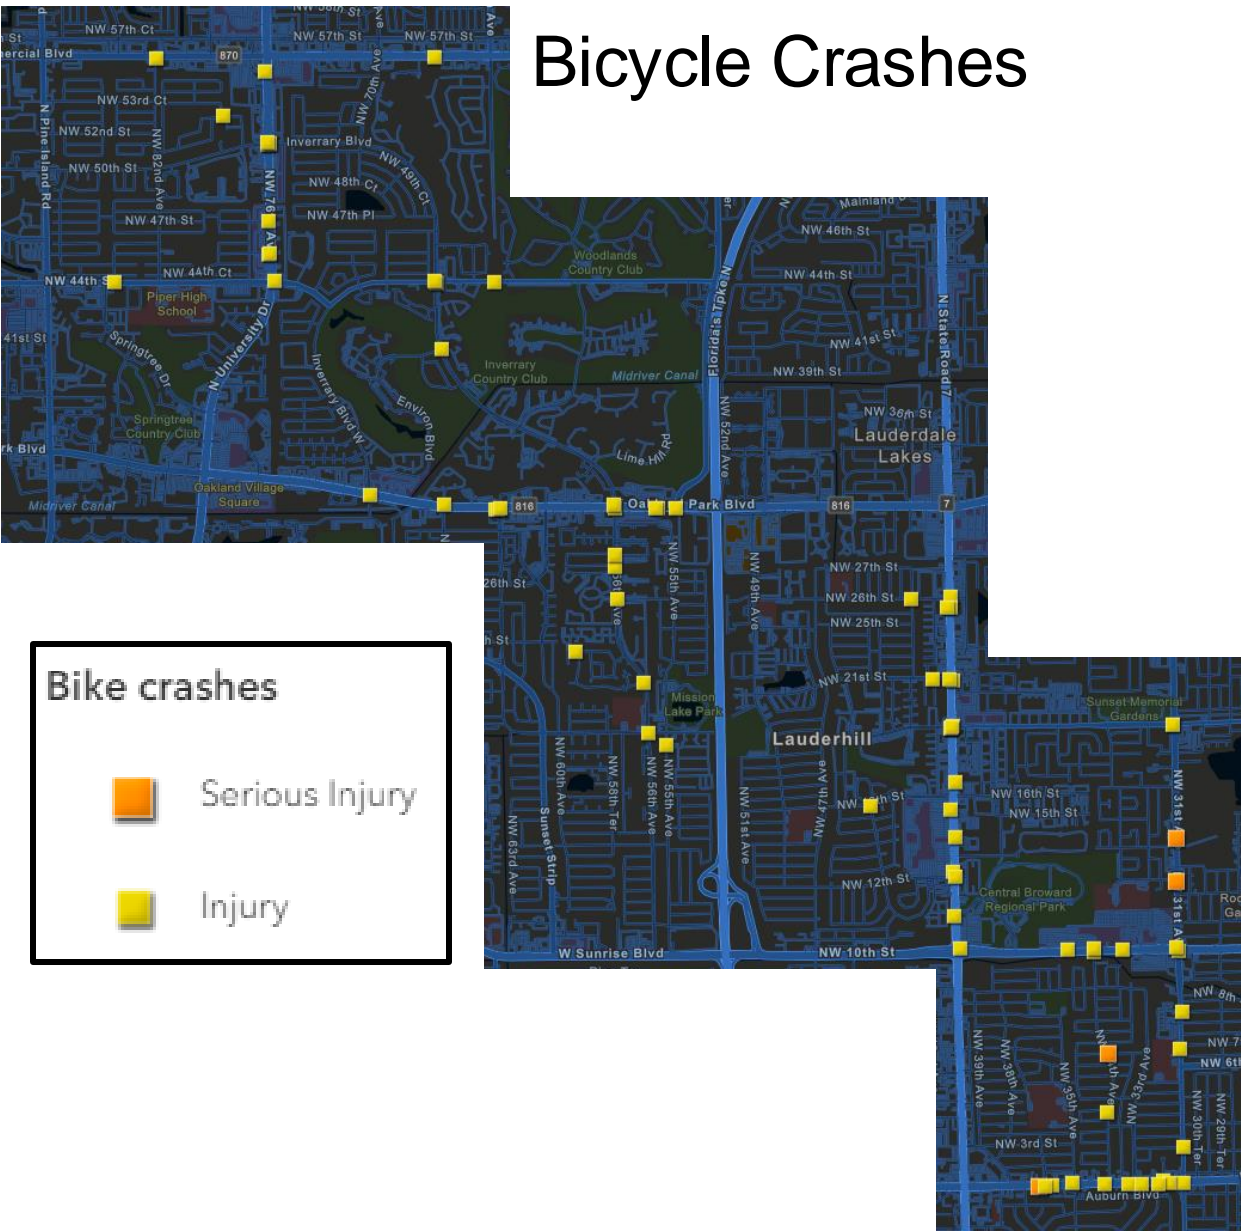 Bicycle Crashes
NW 57th Ct
NW 57th St
NW 57th St
870
NW 53rd Ct
NW 70th Ave
N Pine Island Rd
NW 52nd St
NW 82nd Ave
Inverrary Blvd
NW 49th Ct
NW 50th St
NW 48th Ct
NW 47th St
NW 47th Pl
NW 44th Ct
NW 44th S
Piper High
School
41st St
Springtree Dr
N University Dr
Springtree
Country Club
Inverrary Blvd W
Environ Blvd
Inverrary
Country Club
Woodlands
Country Club
Midriver Canal
Florida's Tpke N
NW 46th St
NW 44th St
NW 41st St
NW 39th St
N State Road 7
NW 36th St
Lauderdale
Lakes
NW 52nd Ave
Oakland Village
Square
Midriver Canal
816
Park Blvd
816
7
26th St
NW 55th Ave
NW 49th Ave
NW 27th St
NW 26th St
NW 25th St
NW 21st St
Mission
Lake Park
Lauderhill
Sunset Memorial
Gardens
Bike crashes
Serious Injury
Injury
NW 60th Ave
NW 58th Ter
NW 56th Ave
NW 55th Ave
NW 51st Ave
NW 47th Ave
NW 63rd Ave
Sunset Strip
NW 16th St
NW 15th St
NW 12th St
Central Broward
Regional Park
W Sunrise Blvd
NW 10th St
NW 8th
NW 39th Ave
NW 38th Ave
NW 35th Ave
NW 33rd Ave
NW 3rd St
NW 30th Ter
NW 29th Ter
Auburn Blvd